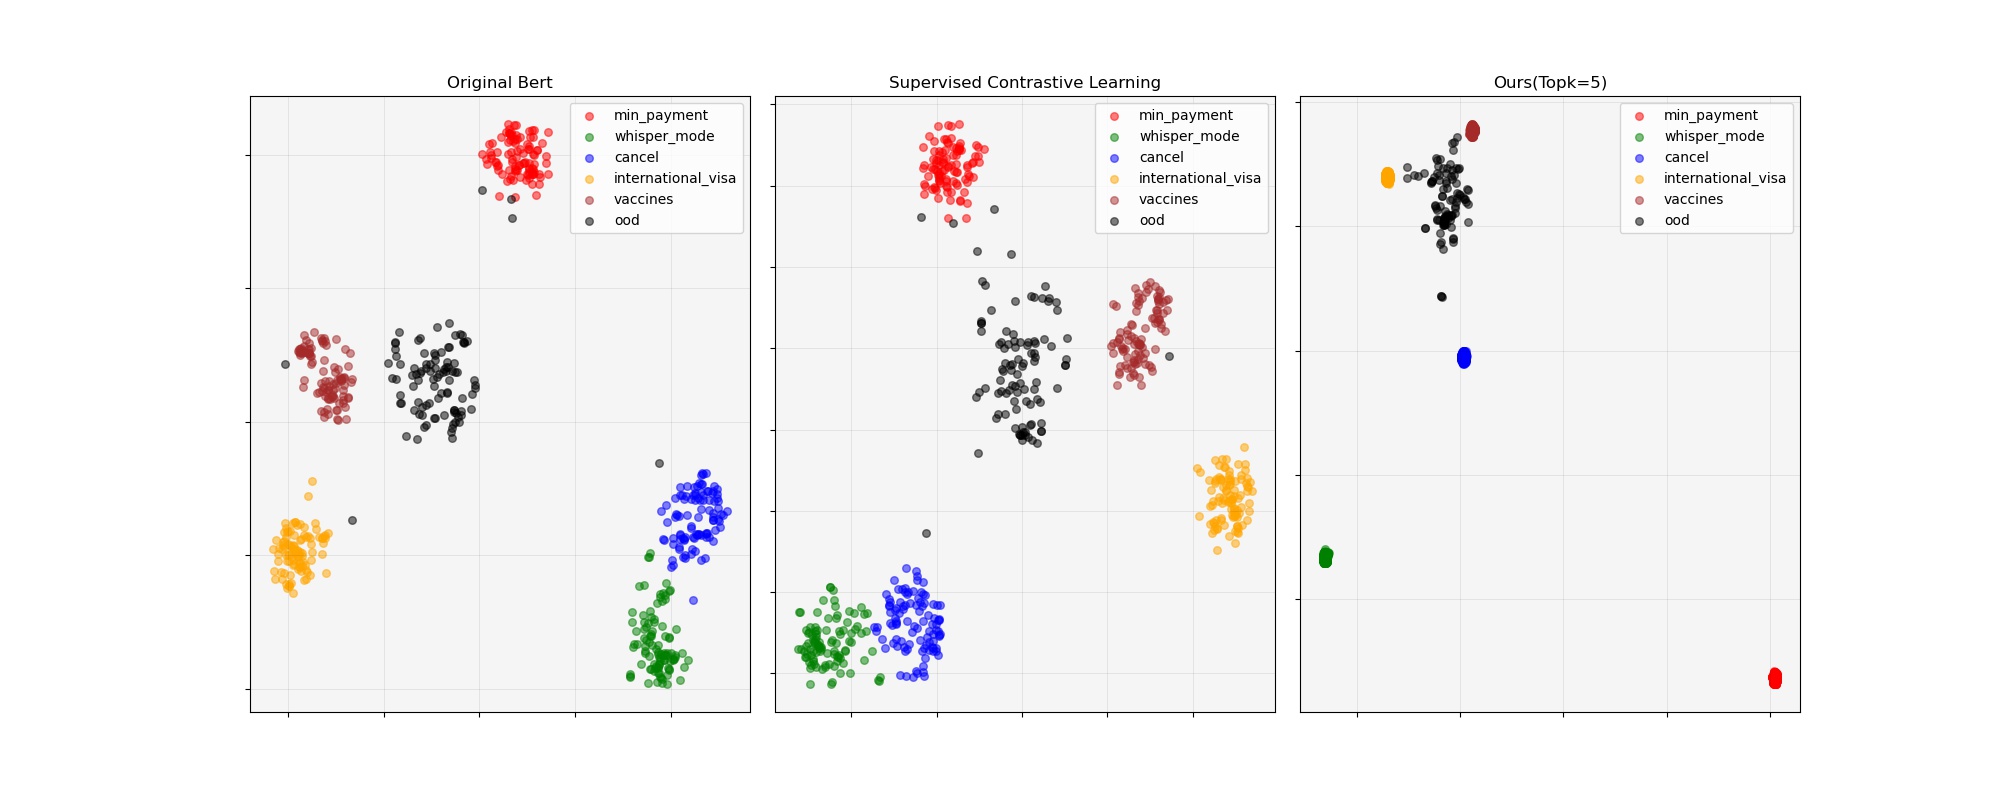 Original Bert
min_payment
whisper_mode
cancel
international_visa
vaccines
ood
Supervised Contrastive Learning
min_payment
whisper_mode
cancel
international_visa
vaccines
ood
Ours(Topk=5)
min_payment
whisper_mode
cancel
international_visa
vaccines
ood